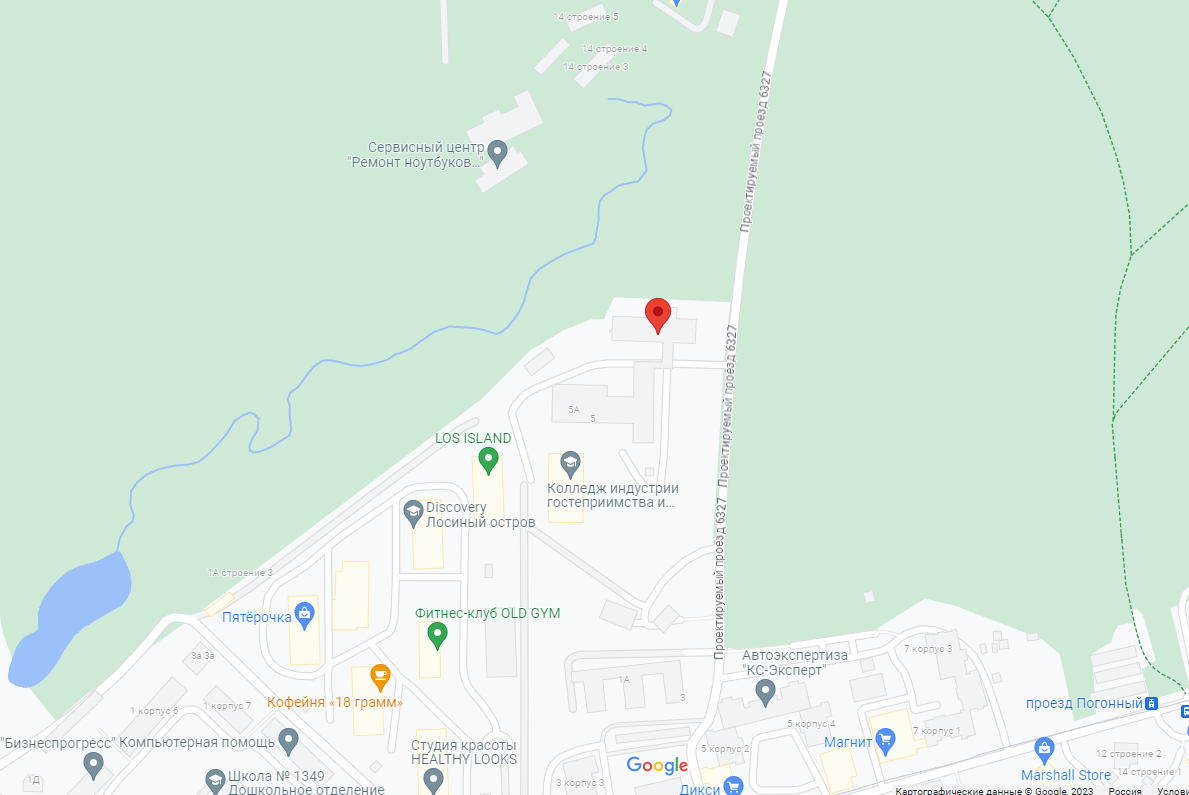 14 строение 5
14 строение 4
14 строение 3
Проектируемый проезд 6327
Сервисный центр
"Ремонт ноутбуков...
Проектируемый проезд 6327
5А
5
LOS ISLAND
Колледж индустрии
гостеприимства и...
Discovery
Лосиный остров
Проектируемый проезд 6327
1А строение 3
Пятёрочка
Фитнес-клуб OLD GYM
3а 3а
Автоэкспертиза
"КС-Эксперт"
7 корпус 3
1А
3
Кофейня «18 грамм»
1 корпус 6
1 корпус 7
проезд Погонный
5 корпус 4
7 корпус 1
"Бизнеспрогресс"
Компьютерная помощь
Студия красоты
HEALTHY LOOKS
5 корпус 2
Магнит
12 строение 2
14 строение 1
Marshall Store
1Д
Школа № 1349
Дошкольное отделение
3 корпус 3
Google
Дикси
Картографические данные © Google, 2023
Россия
Услови